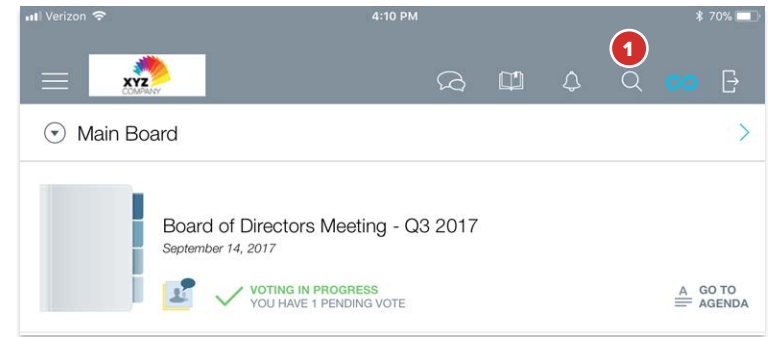 Verizon 4:10 PM 70%
1
XYZ
COMPANY
Main Board
Board of Directors Meeting - Q3 2017
September 14, 2017
VOTING IN PROGRESS
YOU HAVE 1 PENDING VOTE
A GO TO
AGENDA